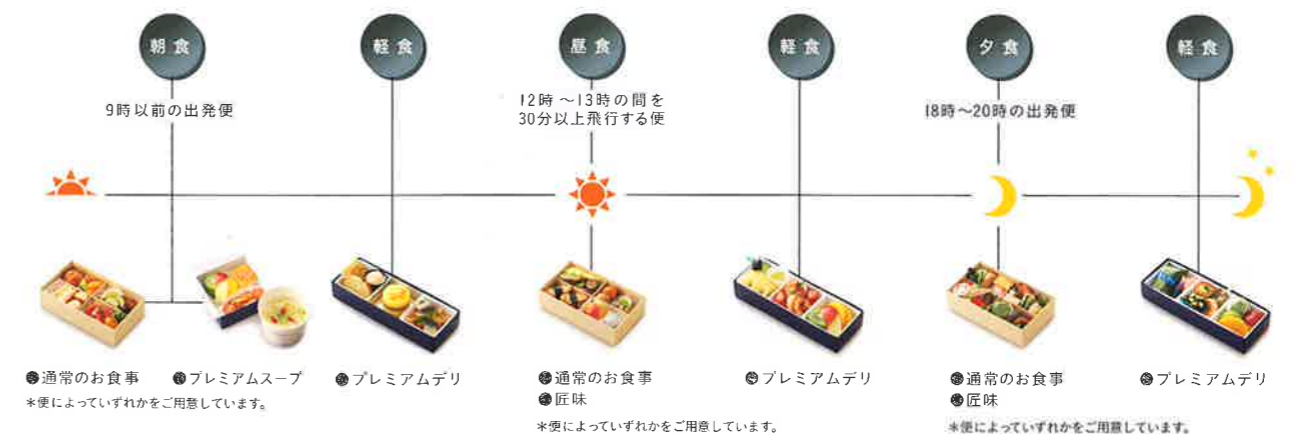 朝食
軽食
昼食
軽食
夕食
軽食
9時以前の出発便
12時~13時の間を
30分以上飛行する便
18時~20時の出発便
通常のお食事
プレミアムスープ
*便によっていずれかをご用意しています。
プレミアムデリ
通常のお食事
匠味
*便によっていずれかをご用意しています。
プレミアムデリ
通常のお食事
匠味
*便によっていずれかをご用意しています。
プレミアムデリ